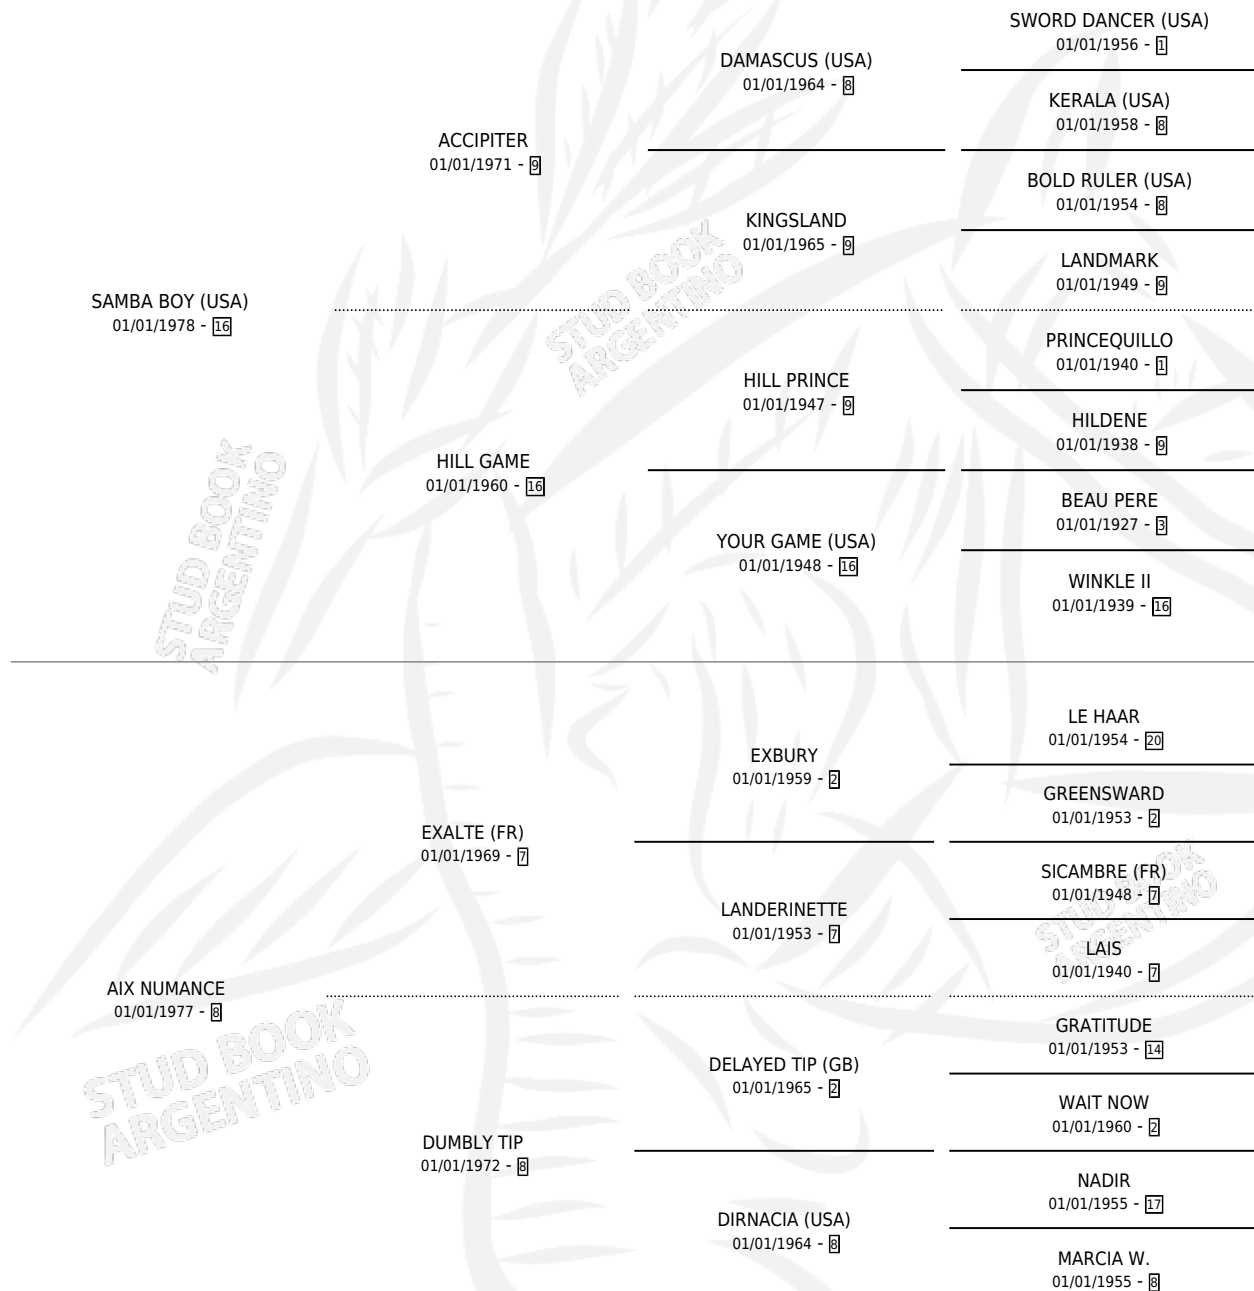 SWORD DANCER (USA)
01/01/1956 - 1
DAMASCUS (USA)
01/01/1964 - 8
KERALA (USA)
01/01/1958 - 8
ACCIPITER
01/01/1971 - 9
BOLD RULER (USA)
01/01/1954 - 8
KINGSLAND
01/01/1965 - 9
LANDMARK
01/01/1949 - 9
SAMBA BOY (USA)
01/01/1978 - 16
PRINCEQUILLO
01/01/1940 - 1
HILL PRINCE
01/01/1947 - 9
HILDENE
01/01/1938 - 9
HILL GAME
01/01/1960 - 16
BEAU PERE
01/01/1927 - 3
YOUR GAME (USA)
01/01/1948 - 16
WINKLE II
01/01/1939 - 16
LE HAAR
01/01/1954 - 20
EXBURY
01/01/1959 - 2
GREENSWARD
01/01/1953 - 2
EXALTE (FR)
01/01/1969 - 7
SICAMBRE (FR)
01/01/1948 - 7
LANDERINETTE
01/01/1953 - 7
LAIS
01/01/1940 - 7
AIX NUMANCE
01/01/1977 - 8
GRATITUDE
01/01/1953 - 14
DELAYED TIP (GB)
01/01/1965 - 2
WAIT NOW
01/01/1960 - 2
DUMBLY TIP
01/01/1972 - 8
NADIR
01/01/1955 - 17
DIRNACIA (USA)
01/01/1964 - 8
MARCIA W.
01/01/1955 - 8
STUD BOOK
ARGENTINO
STUD BOOK
ARGENTINO
STUD BOOK
ARGENTINO
STUD BOOK
ARGENTINO